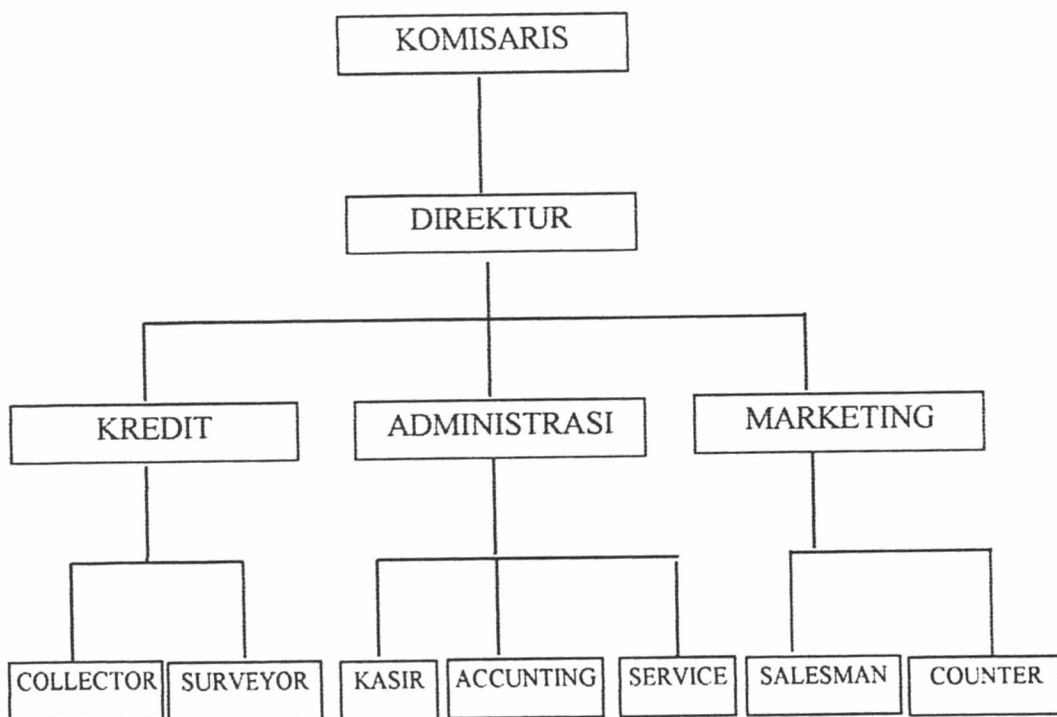 KOMISARIS
DIREKTUR
KREDIT
ADMINISTRASI
MARKETING
COLLECTOR
SURVEYOR
KASIR
ACCUNTING
SERVICE
SALESMAN
COUNTER